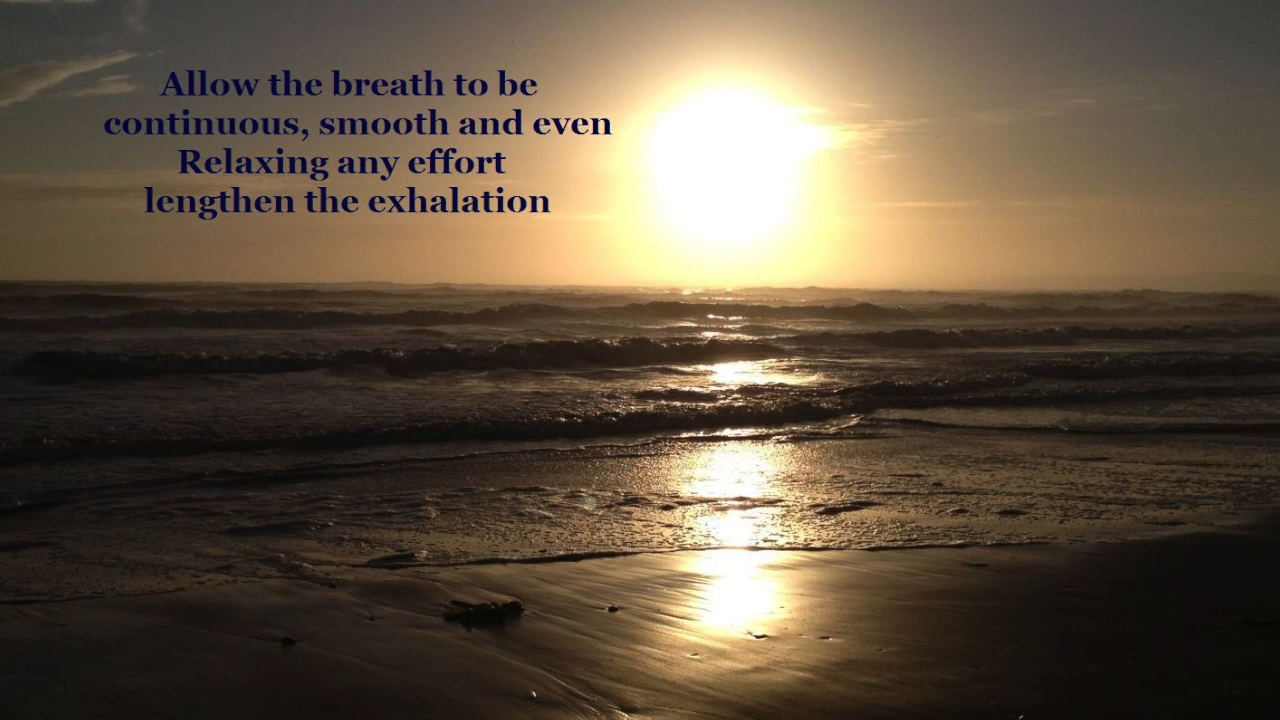 Allow the breath to be
continuous, smooth and even
Relaxing any effort
lengthen the exhalation